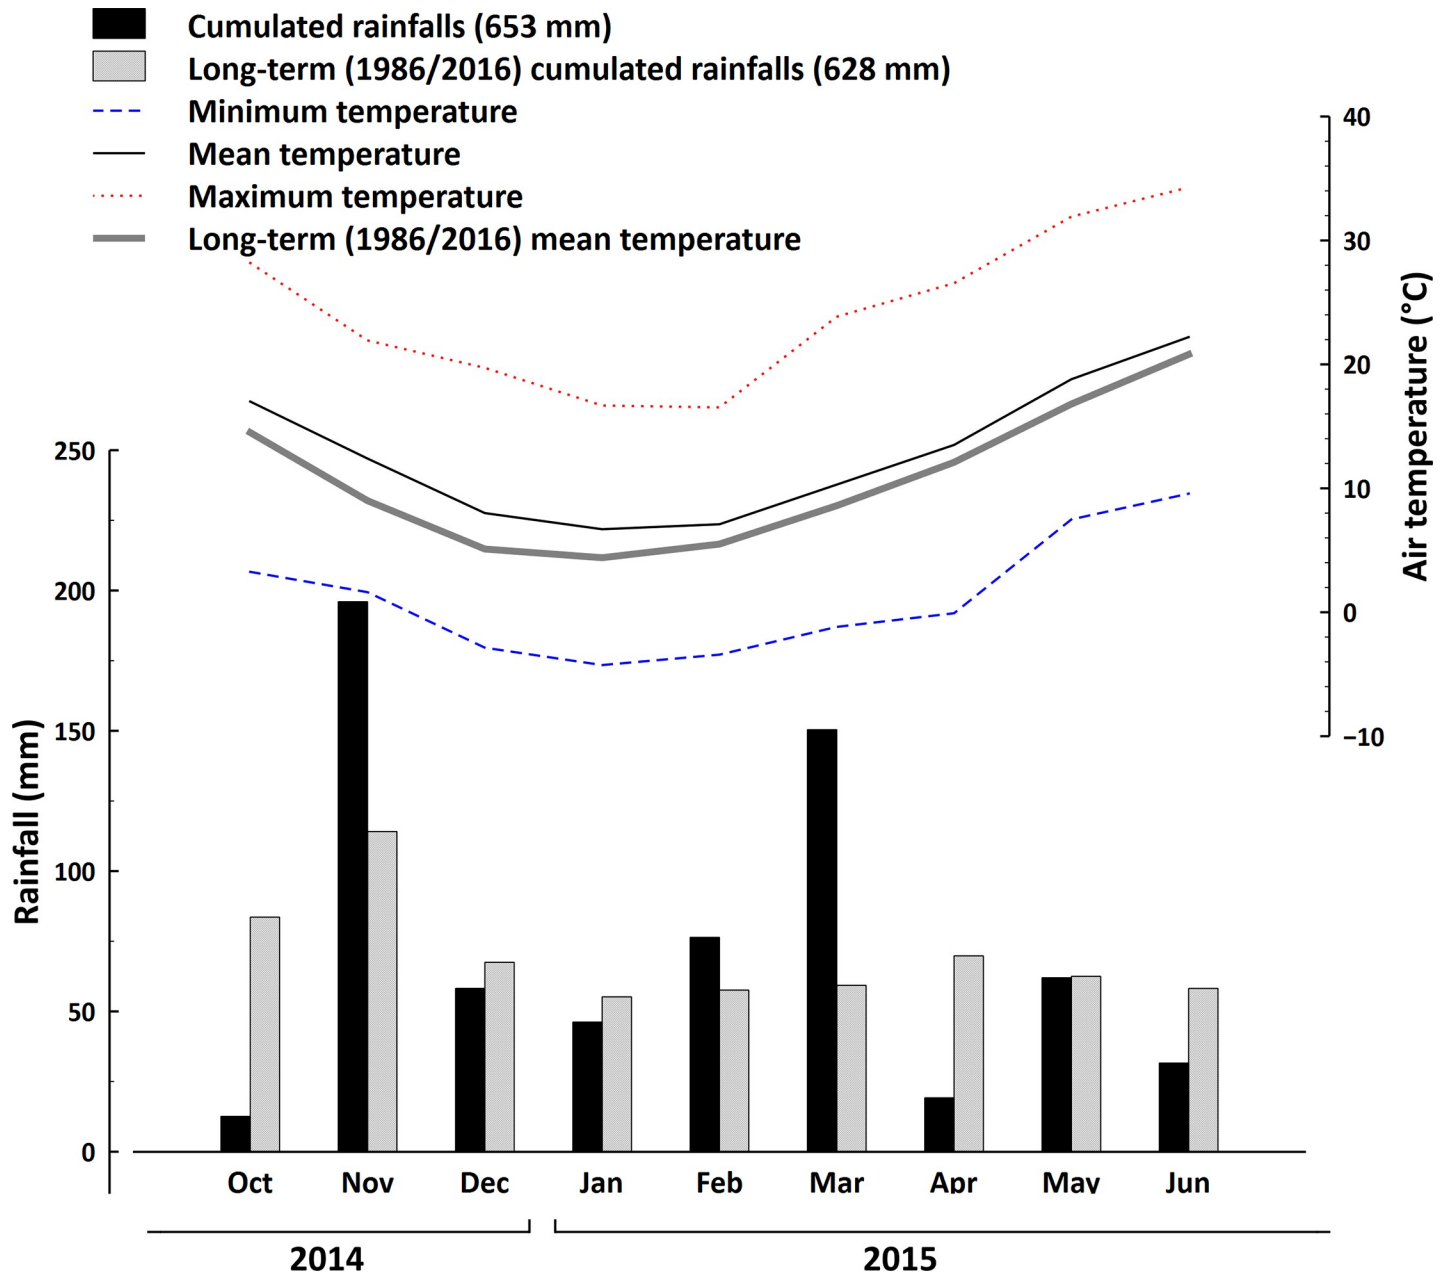 Cumulated rainfalls (653 mm)
Long-term (1986/2016) cumulated rainfalls (628 mm)
Minimum temperature
Mean temperature
Maximum temperature
Long-term (1986/2016) mean temperature
40
30
20
10
0
−10
Air temperature (°C)
250
200
150
100
50
0
Rainfall (mm)
Oct Nov Dec Jan Feb Mar Apr May Jun
2014 2015